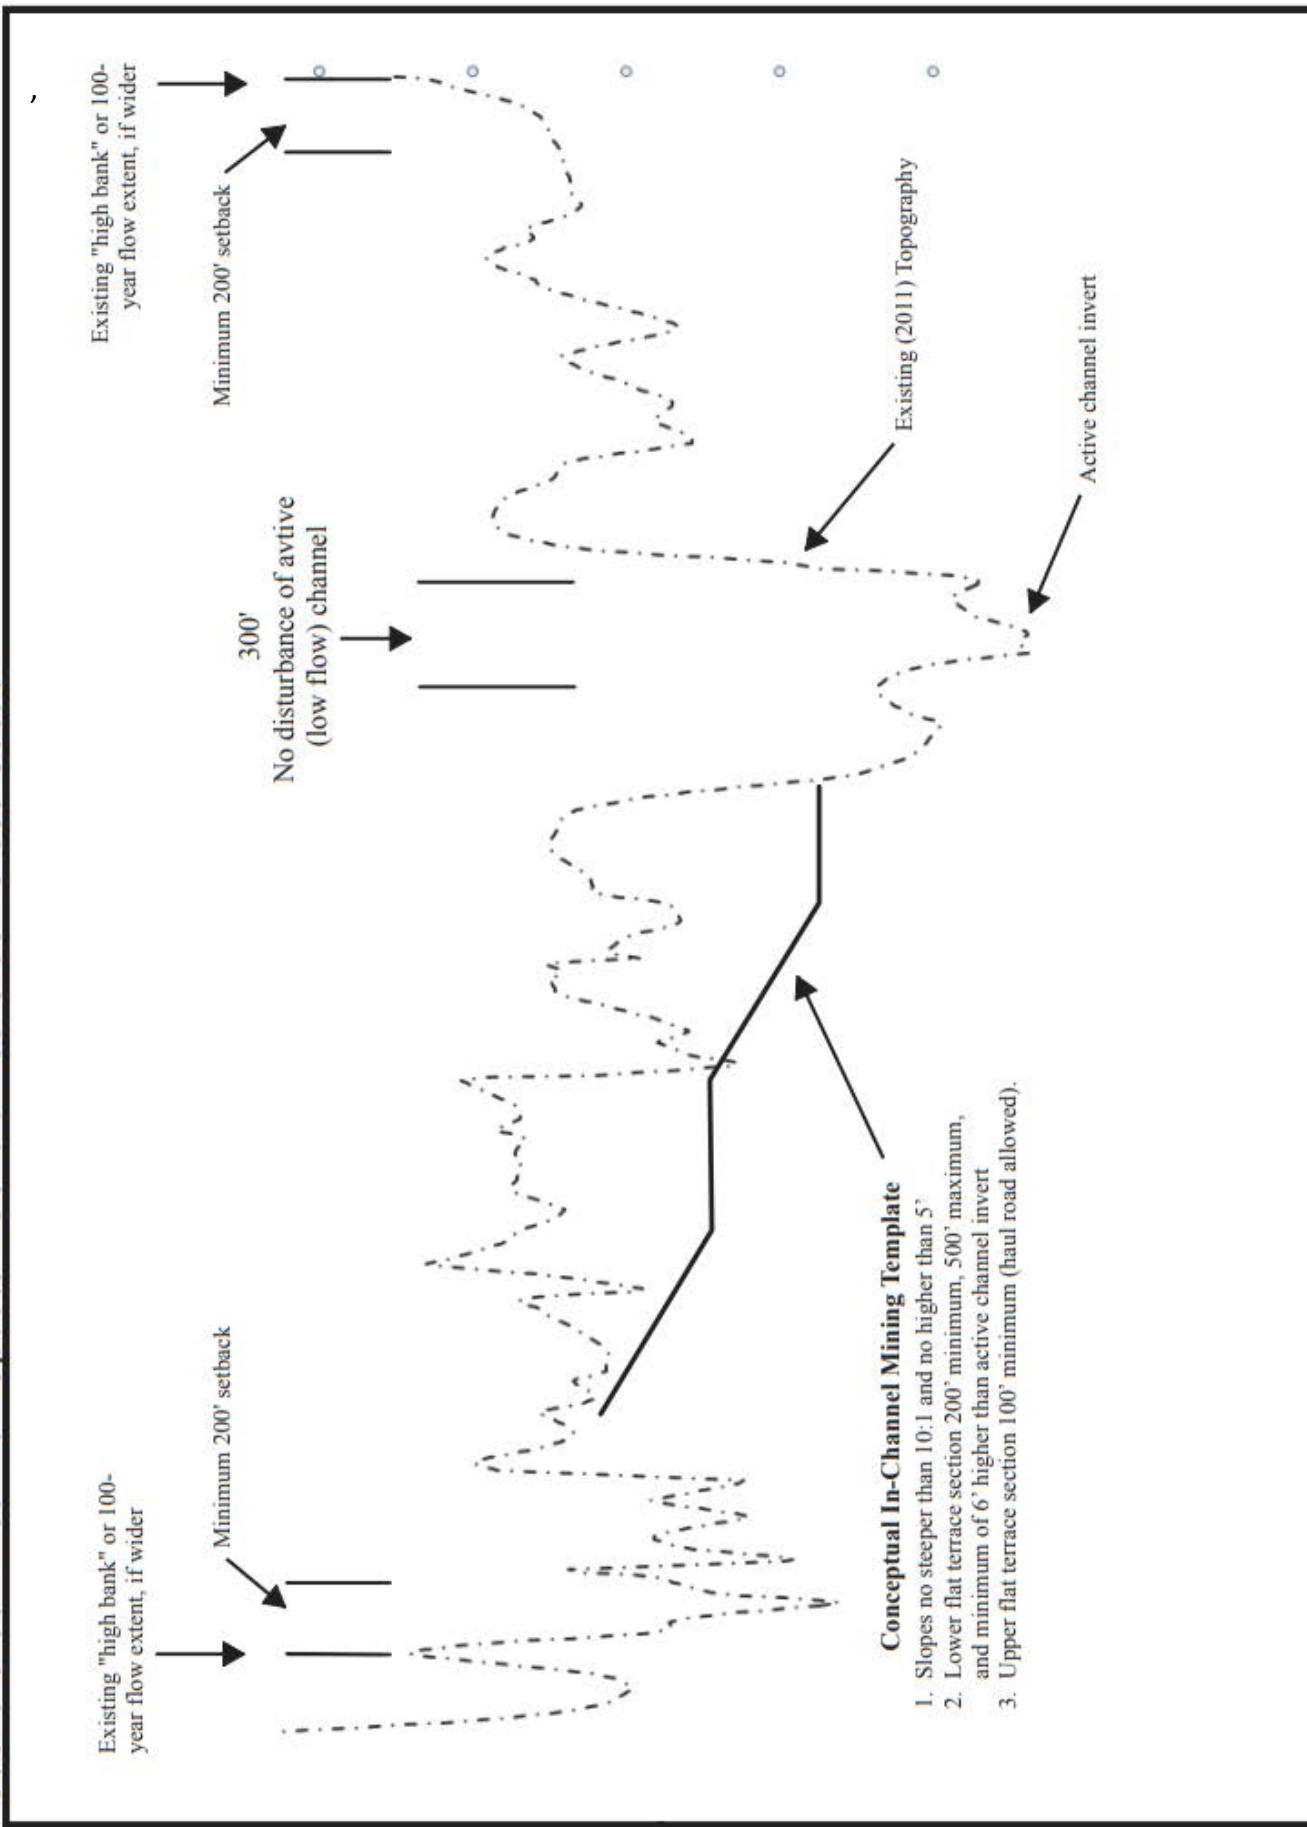 Existing "high bank" or 100-
year flow extent, if wider
Minimum 200' setback
300'
No disturbance of avtive
(low flow) channel
Minimum 200' setback
Existing "high bank" or 100-
year flow extent, if wider
Existing (2011) Topography
Active channel invert
Conceptual In-Channel Mining Template
1. Slopes no steeper than 10:1 and no higher than 5’
2. Lower flat terrace section 200’ minimum, 500’ maximum,
and minimum of 6’ higher than active channel invert
3. Upper flat terrace section 100’ minimum (haul road allowed).
,